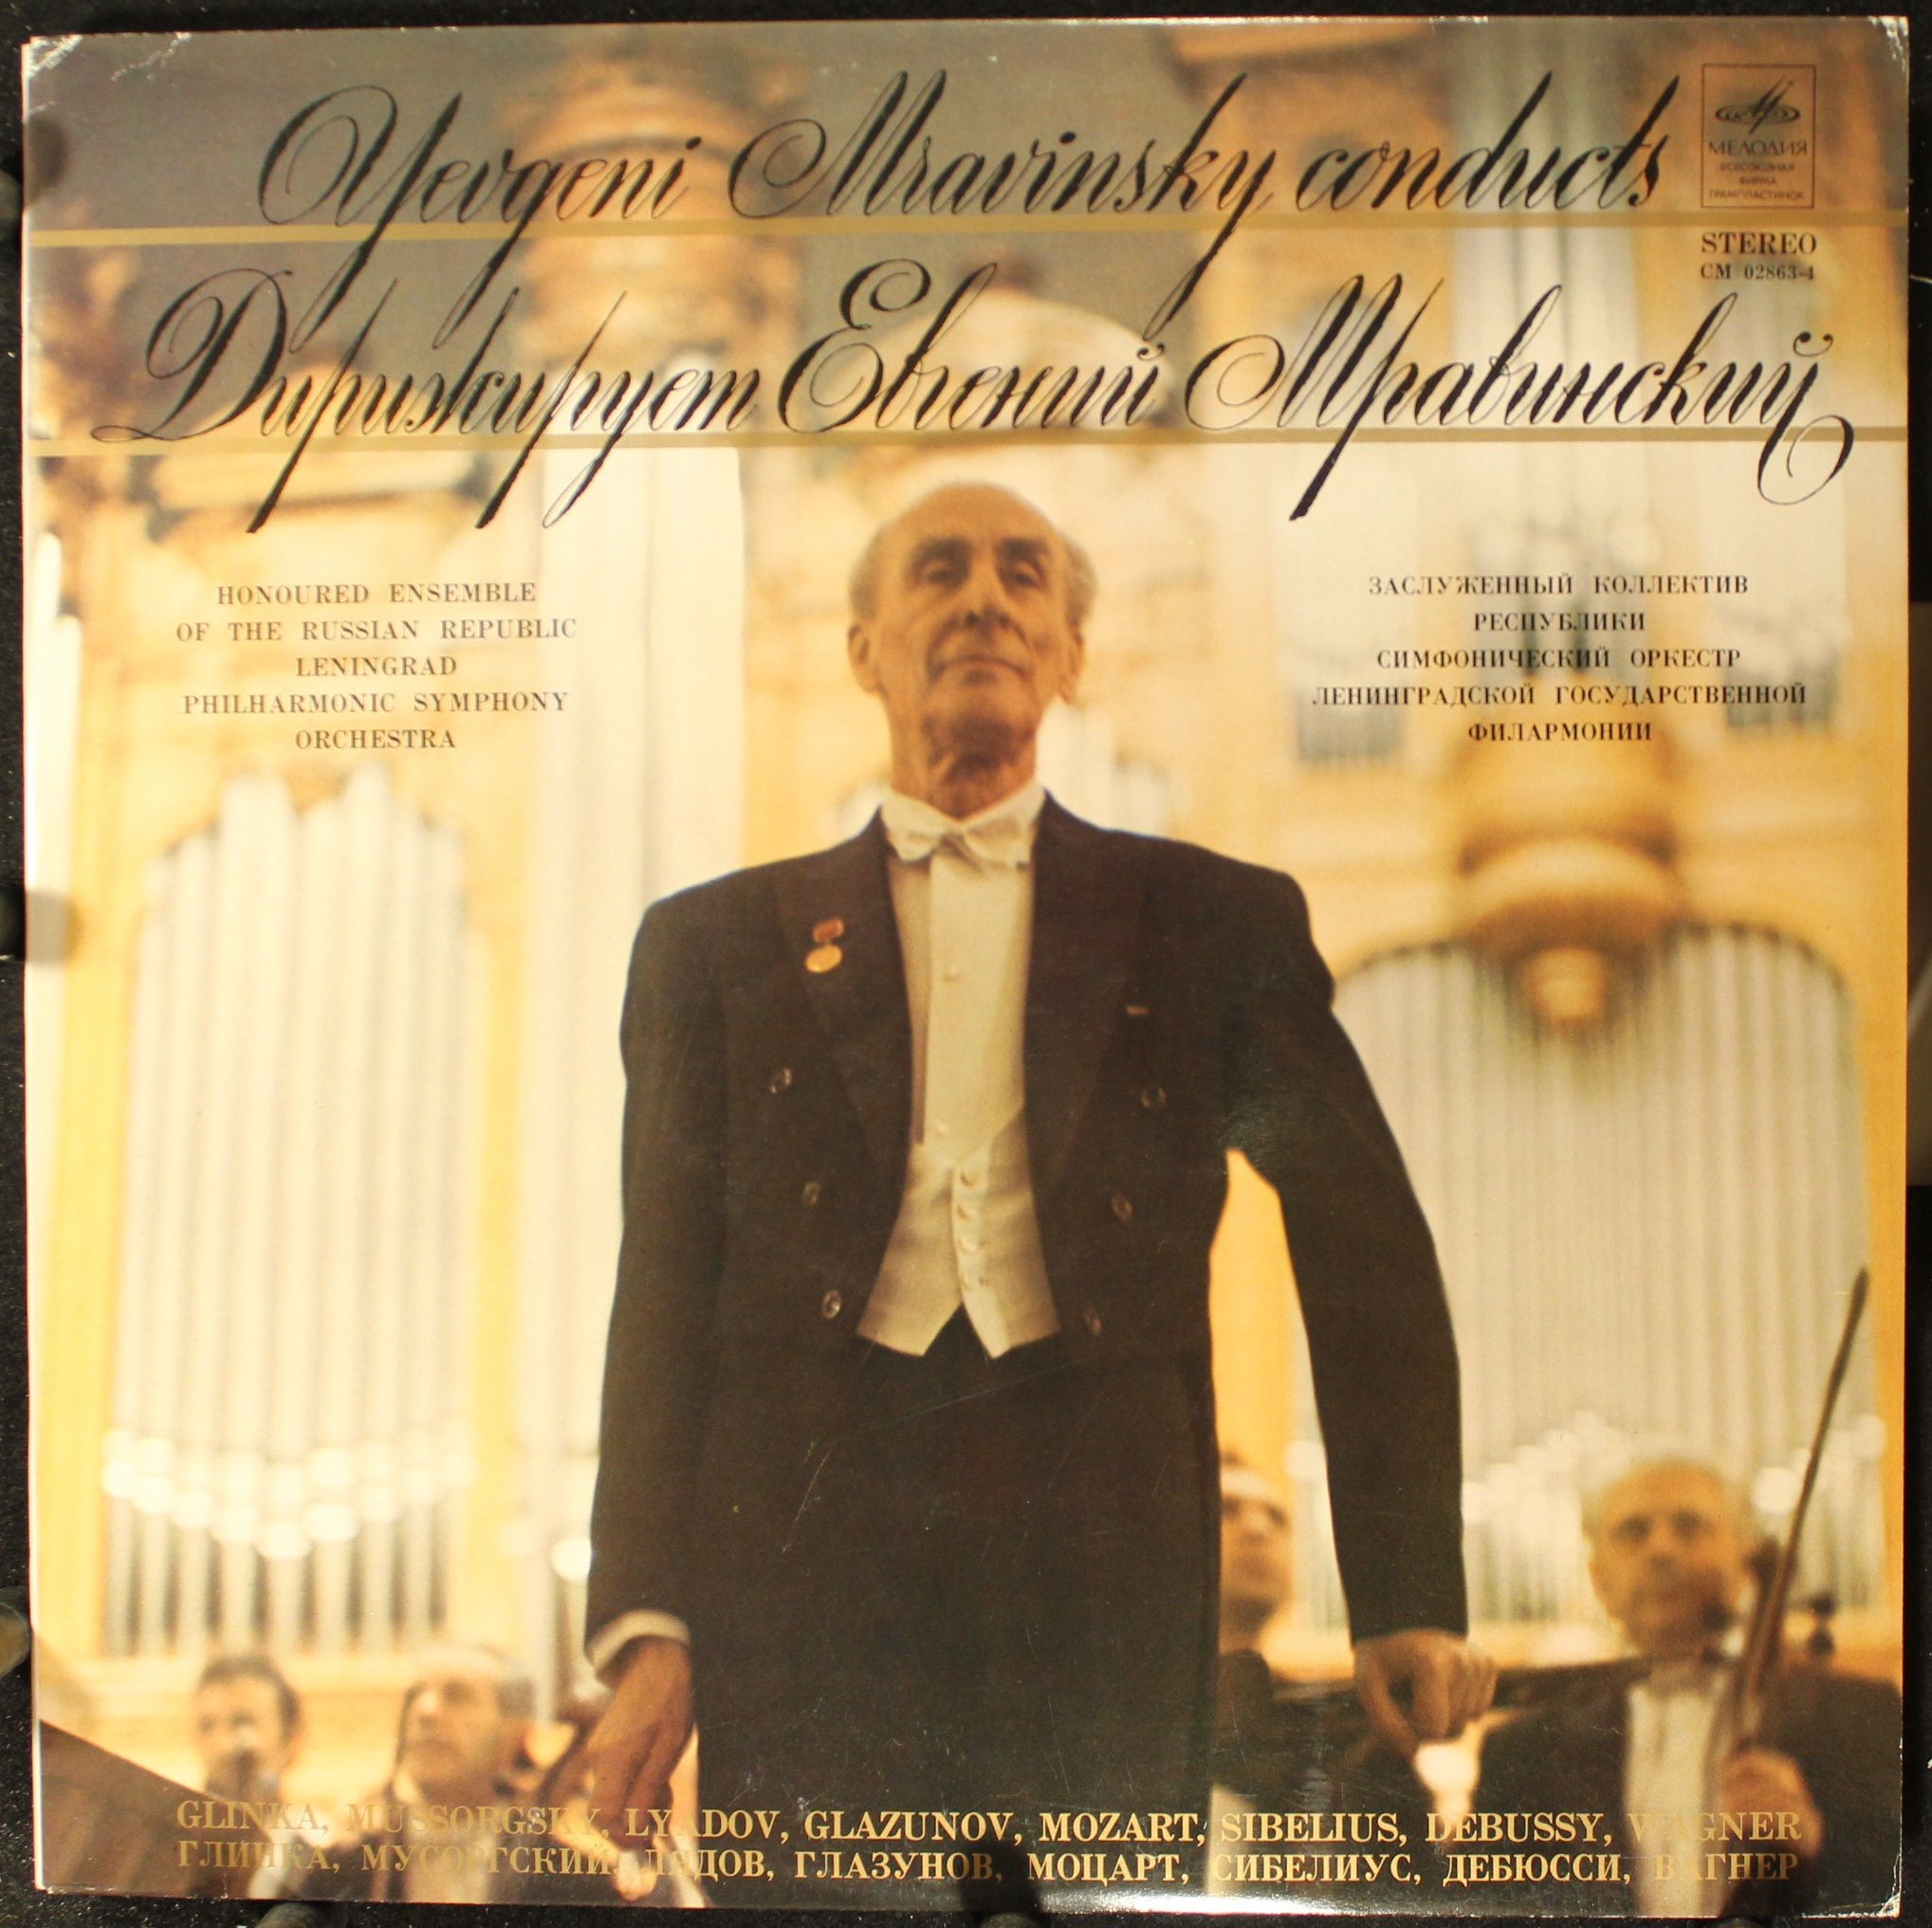 Yevgeni Mravinsky conducts
МЕЛОДИЯ
ВСЕСОЮЗНАЯ
ФИРМА
ГРАМПЛАСТИНОК
STEREO
СМ 02863-4
Дирижирует Евгений Мравинский
HONOURED ENSEMBLE
OF THE RUSSIAN REPUBLIC
LENINGRAD
PHILHARMONIC SYMPHONY
ORCHESTRA
ЗАСЛУЖЕННЫЙ КОЛЛЕКТИВ
РЕСПУБЛИКИ
СИМФОНИЧЕСКИЙ ОРКЕСТР
ЛЕНИНГРАДСКОЙ ГОСУДАРСТВЕННОЙ
ФИЛАРМОНИИ
GLINKA, MUSSORGSKY, LYADOV, GLAZUNOV, MOZART, SIBELIUS, DEBUSSY, WAGNER
ГЛИНКА, МУСОРГСКИЙ, ЛЯДОВ, ГЛАЗУНОВ, МОЦАРТ, СИБЕЛИУС, ДЕБЮССИ, ВАГНЕР